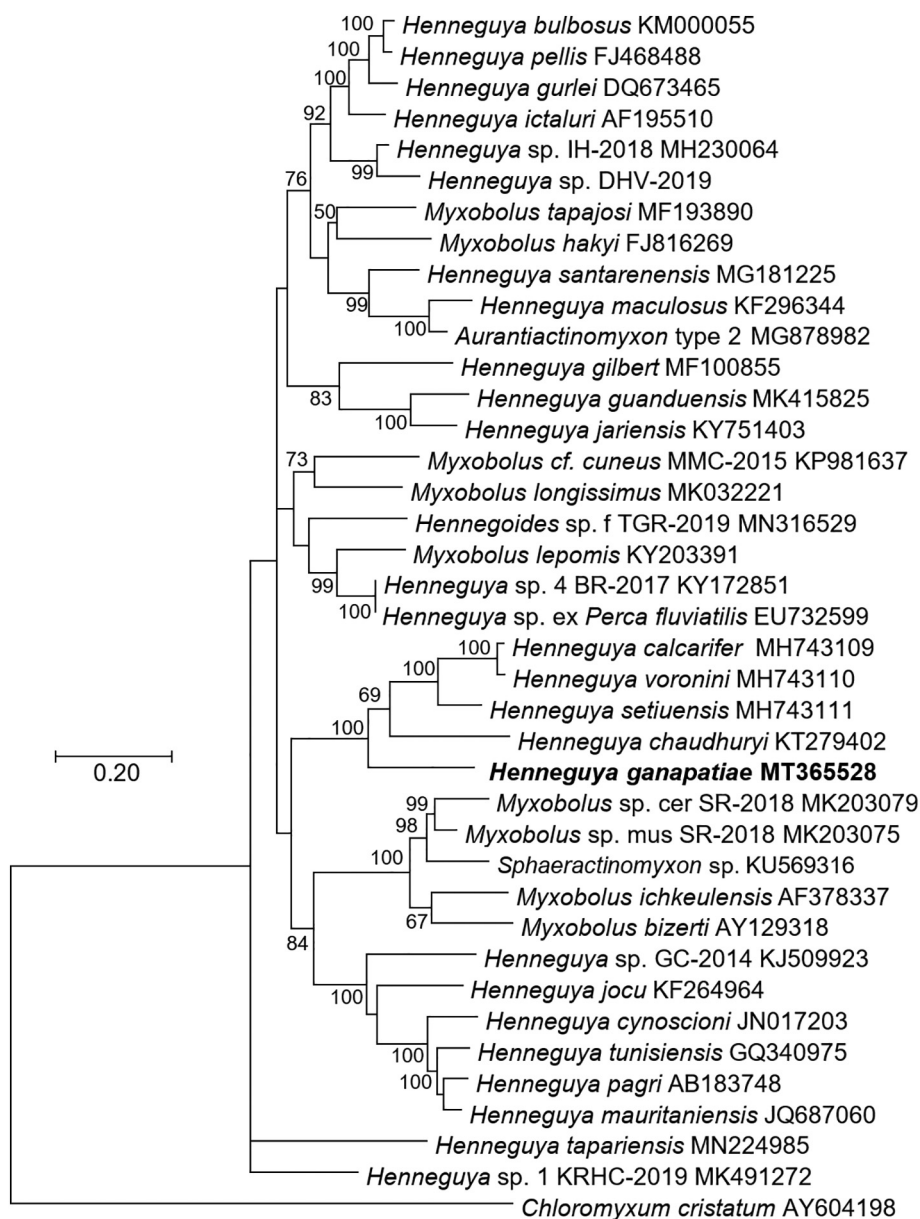 100 Henneguya bulbosus KM000055
100 Henneguya pellis FJ468488
100 Henneguya gurlei DQ673465
92 Henneguya ictaluri AF195510
Henneguya sp. IH-2018 MH230064
76 99 Henneguya sp. DHV-2019
50 Myxobolus tapajosi MF193890
Myxobolus hakyi FJ816269
Henneguya santarenensis MG181225
99 Henneguya maculosus KF296344
100 Aurantiactinomyxon type 2 MG878982
Henneguya gilbert MF100855
83 Henneguya guanduensis MK415825
100 Henneguya jariensis KY751403
73 Myxobolus cf. cuneus MMC-2015 KP981637
Myxobolus longissimus MK032221
Hennegoides sp. f TGR-2019 MN316529
Myxobolus lepomis KY203391
99 Henneguya sp. 4 BR-2017 KY172851
100 Henneguya sp. ex Perca fluviatilis EU732599
100 Henneguya calcarifer MH743109
100 Henneguya voronini MH743110
69 Henneguya setiuensis MH743111
100 Henneguya chaudhuryi KT279402
0.20 Henneguya ganapatiae MT365528
99 Myxobolus sp. cer SR-2018 MK203079
98 Myxobolus sp. mus SR-2018 MK203075
100 Sphaeractinomyxon sp. KU569316
Myxobolus ichkeulensis AF378337
67 Myxobolus bizerti AY129318
84 Henneguya sp. GC-2014 KJ509923
100 Henneguya jocu KF264964
Henneguya cynoscioni JN017203
100 Henneguya tunisiensis GQ340975
100 Henneguya pagri AB183748
Henneguya mauritaniensis JQ687060
Henneguya tapariensis MN224985
Henneguya sp. 1 KRHC-2019 MK491272
Chloromyxum cristatum AY604198